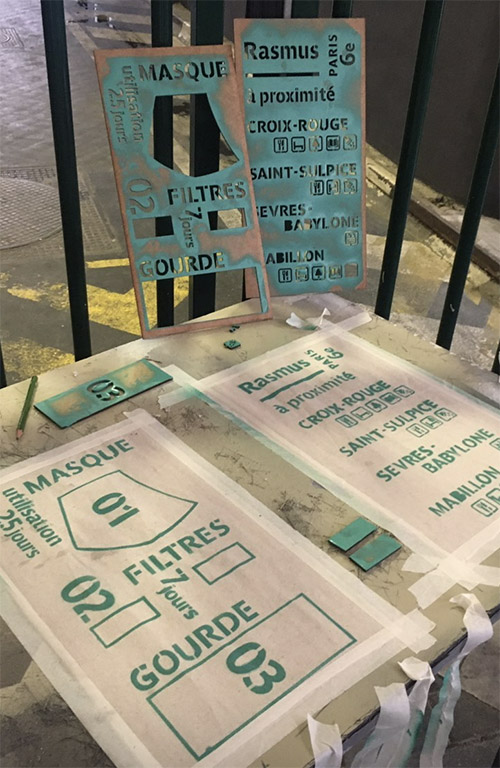 MASQUE
utilisation
25 jours
02
FILTRES
7
jours
GOURDE
Rasmus
PARIS
6e
à proximité
CROIX-ROUGE
SAINT-SULPICE
SEVRES-
BABYLONE
MABILLON
03
MASQUE
utilisation
25 jours
01
FILTRES
7
jours
02
GOURDE
03
Rasmus
PARIS
6e
à proximité
CROIX-ROUGE
SAINT-SULPICE
SEVRES-
BABYLONE
MABILLON